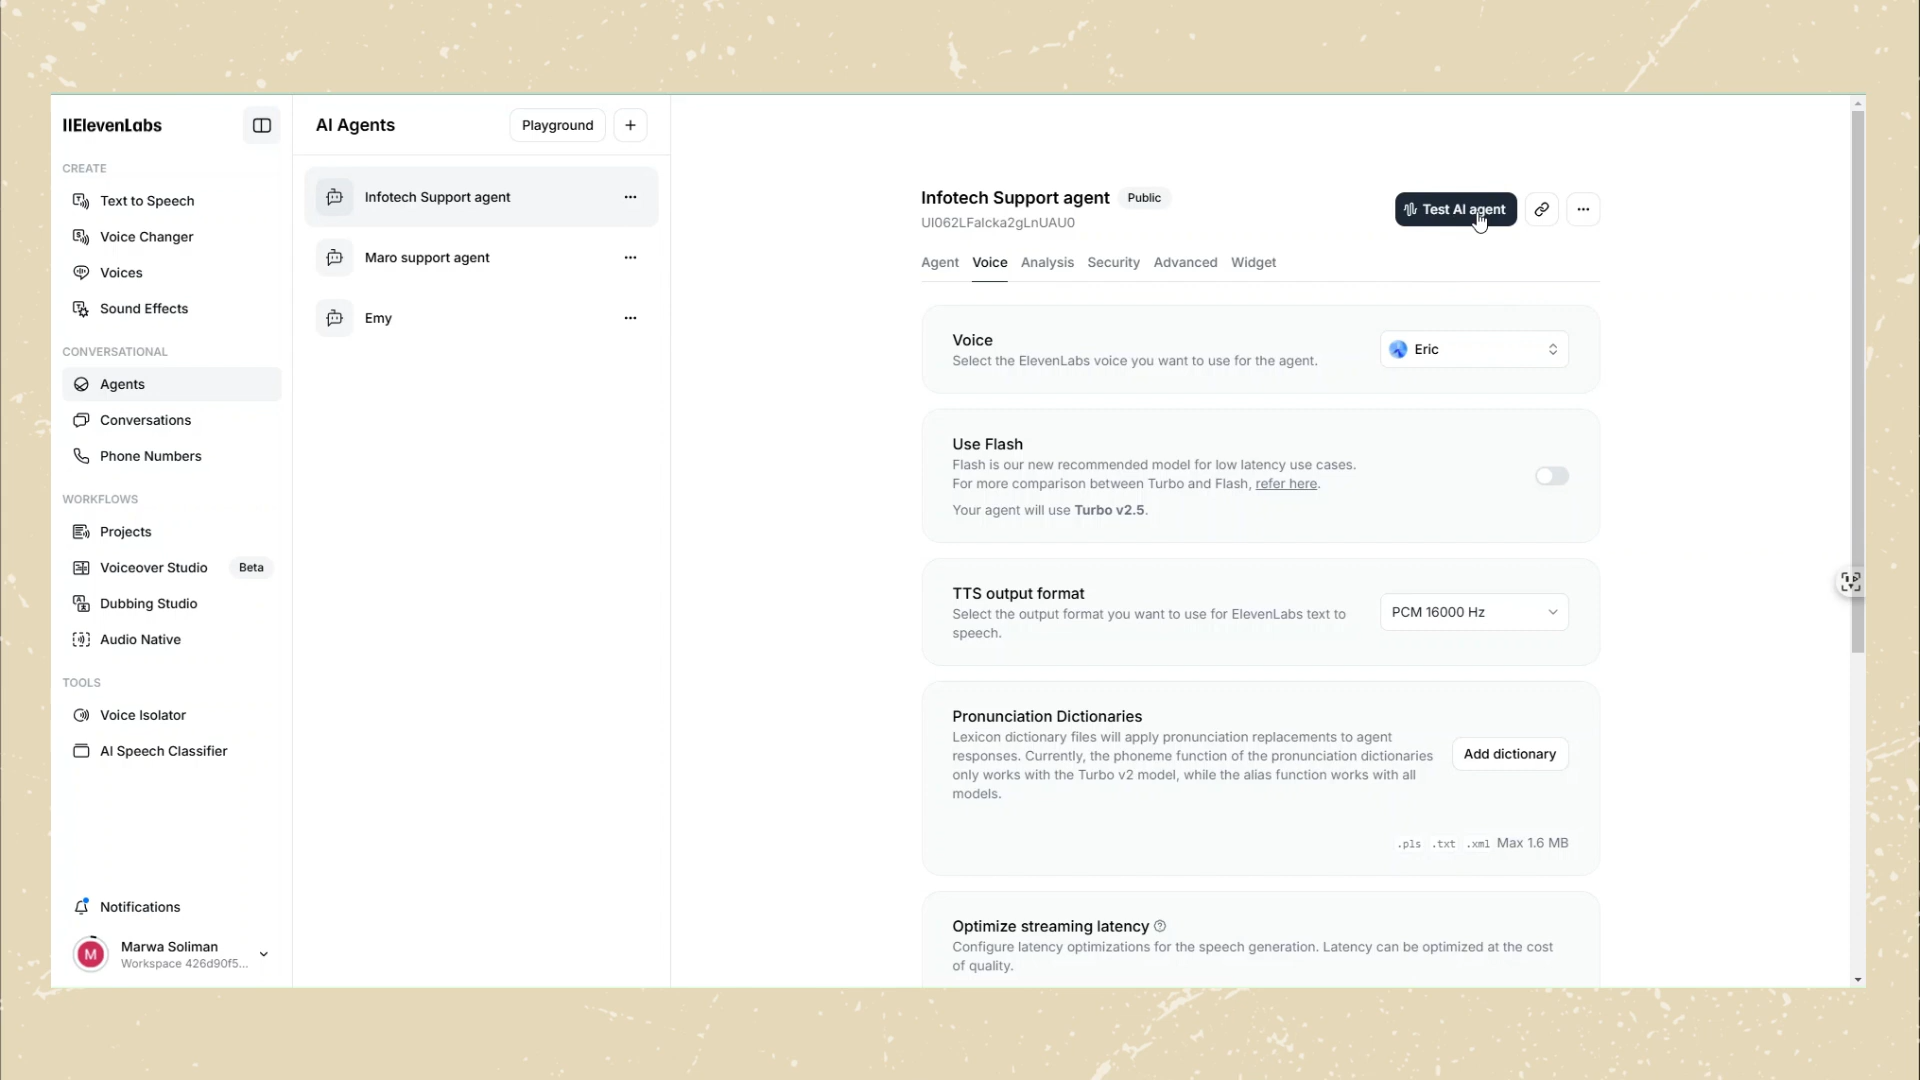 IIElevenLabs
CREATE
Text to Speech
Voice Changer
Voices
Sound Effects
CONVERSATIONAL
Agents
Conversations
Phone Numbers
WORKFLOWS
Projects
Voiceover Studio Beta
Dubbing Studio
Audio Native
TOOLS
Voice Isolator
AI Speech Classifier
Notifications
M
Marwa Soliman
Workspace 426d90f5...
AI Agents Playground +
Infotech Support agent
Maro support agent
Emy
Infotech Support agent Public
Test AI agent
Agent Voice Analysis Security Advanced Widget
Voice
Select the ElevenLabs voice you want to use for the agent.
Eric
Use Flash
Flash is our new recommended model for low latency use cases.
For more comparison between Turbo and Flash, refer here.
Your agent will use Turbo v2.5.
TTS output format
Select the output format you want to use for ElevenLabs text to
speech.
PCM 16000 Hz
Pronunciation Dictionaries
Lexicon dictionary files will apply pronunciation replacements to agent
responses. Currently, the phoneme function of the pronunciation dictionaries
only works with the Turbo v2 model, while the alias function works with all
models.
Add dictionary
.pls .txt .xml Max 1.6 MB
Optimize streaming latency
Configure latency optimizations for the speech generation. Latency can be optimized at the cost
of quality.